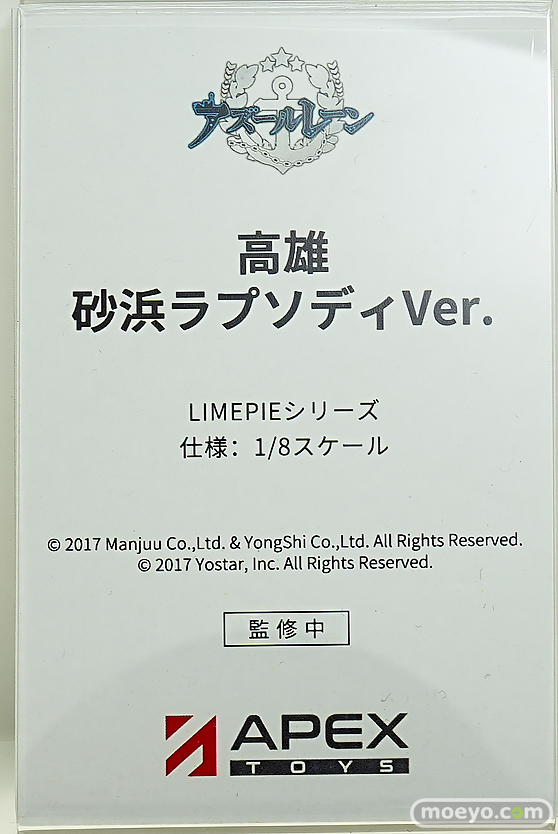 アズールレーン
高雄
砂浜ラプソディVer.
LIMEPIEシリーズ
仕様：1/8スケール
© 2017 Manjuu Co.,Ltd. & YongShi Co.,Ltd. All Rights Reserved.
© 2017 Yostar, Inc. All Rights Reserved.
監修中
APEX
TOYS
moeyo.com